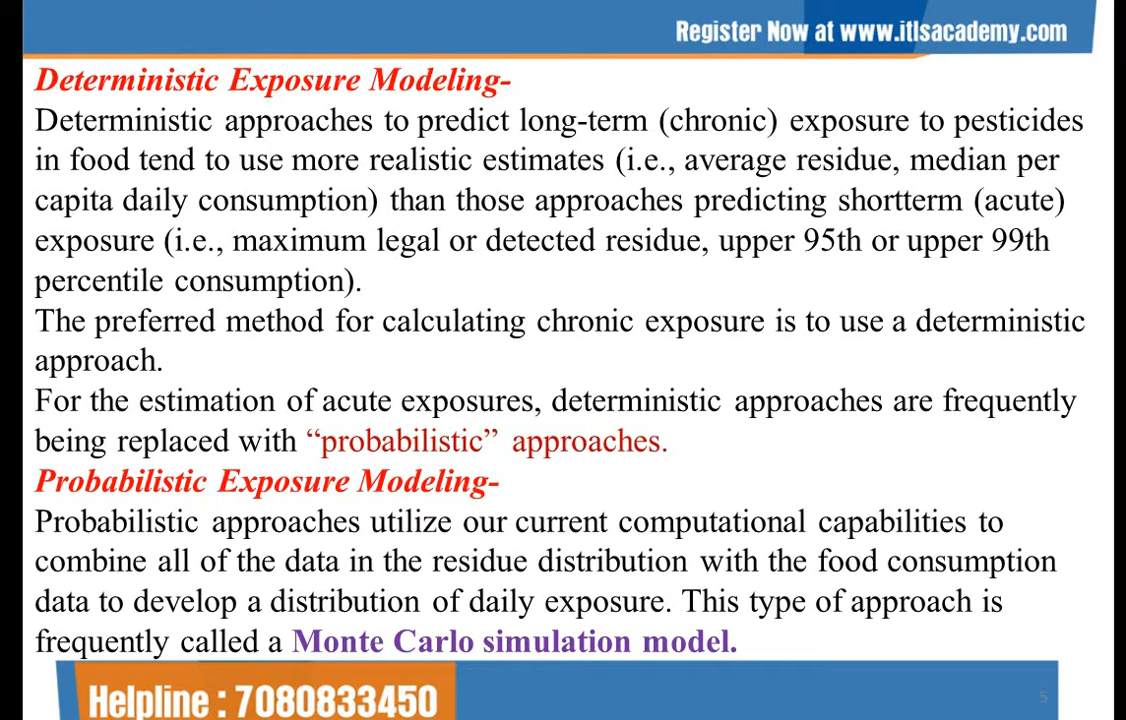 Register Now at www.itlsacademy.com
Deterministic Exposure Modeling-
Deterministic approaches to predict long-term (chronic) exposure to pesticides
in food tend to use more realistic estimates (i.e., average residue, median per
capita daily consumption) than those approaches predicting shortterm (acute)
exposure (i.e., maximum legal or detected residue, upper 95th or upper 99th
percentile consumption).
The preferred method for calculating chronic exposure is to use a deterministic
approach.
For the estimation of acute exposures, deterministic approaches are frequently
being replaced with “probabilistic” approaches.
Probabilistic Exposure Modeling-
Probabilistic approaches utilize our current computational capabilities to
combine all of the data in the residue distribution with the food consumption
data to develop a distribution of daily exposure. This type of approach is
frequently called a Monte Carlo simulation model.
Helpline : 7080833450
5